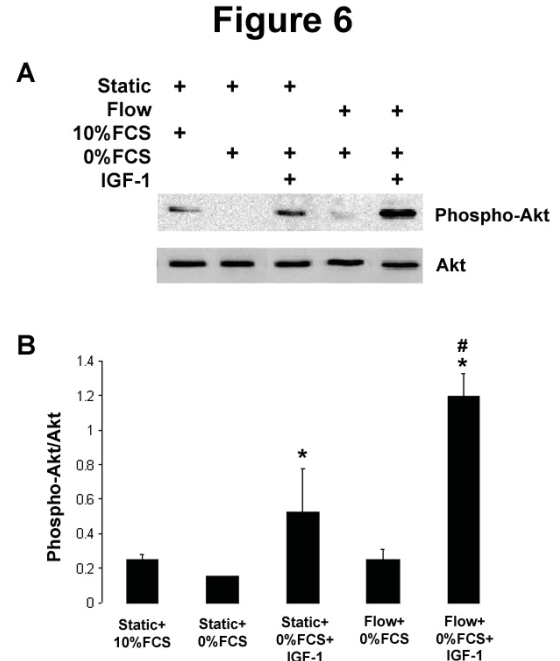 Figure 6
A
Static + + +
Flow + +
10%FCS +
0%FCS + + + +
IGF-1 + +
Phospho-Akt
Akt
B
Phospho-Akt/Akt
1.4
1.2
1
0.8
0.6
0.4
0.2
0
*
#
*
Static+
10%FCS
Static+
0%FCS
Static+
0%FCS+
IGF-1
Flow+
0%FCS
Flow+
0%FCS+
IGF-1